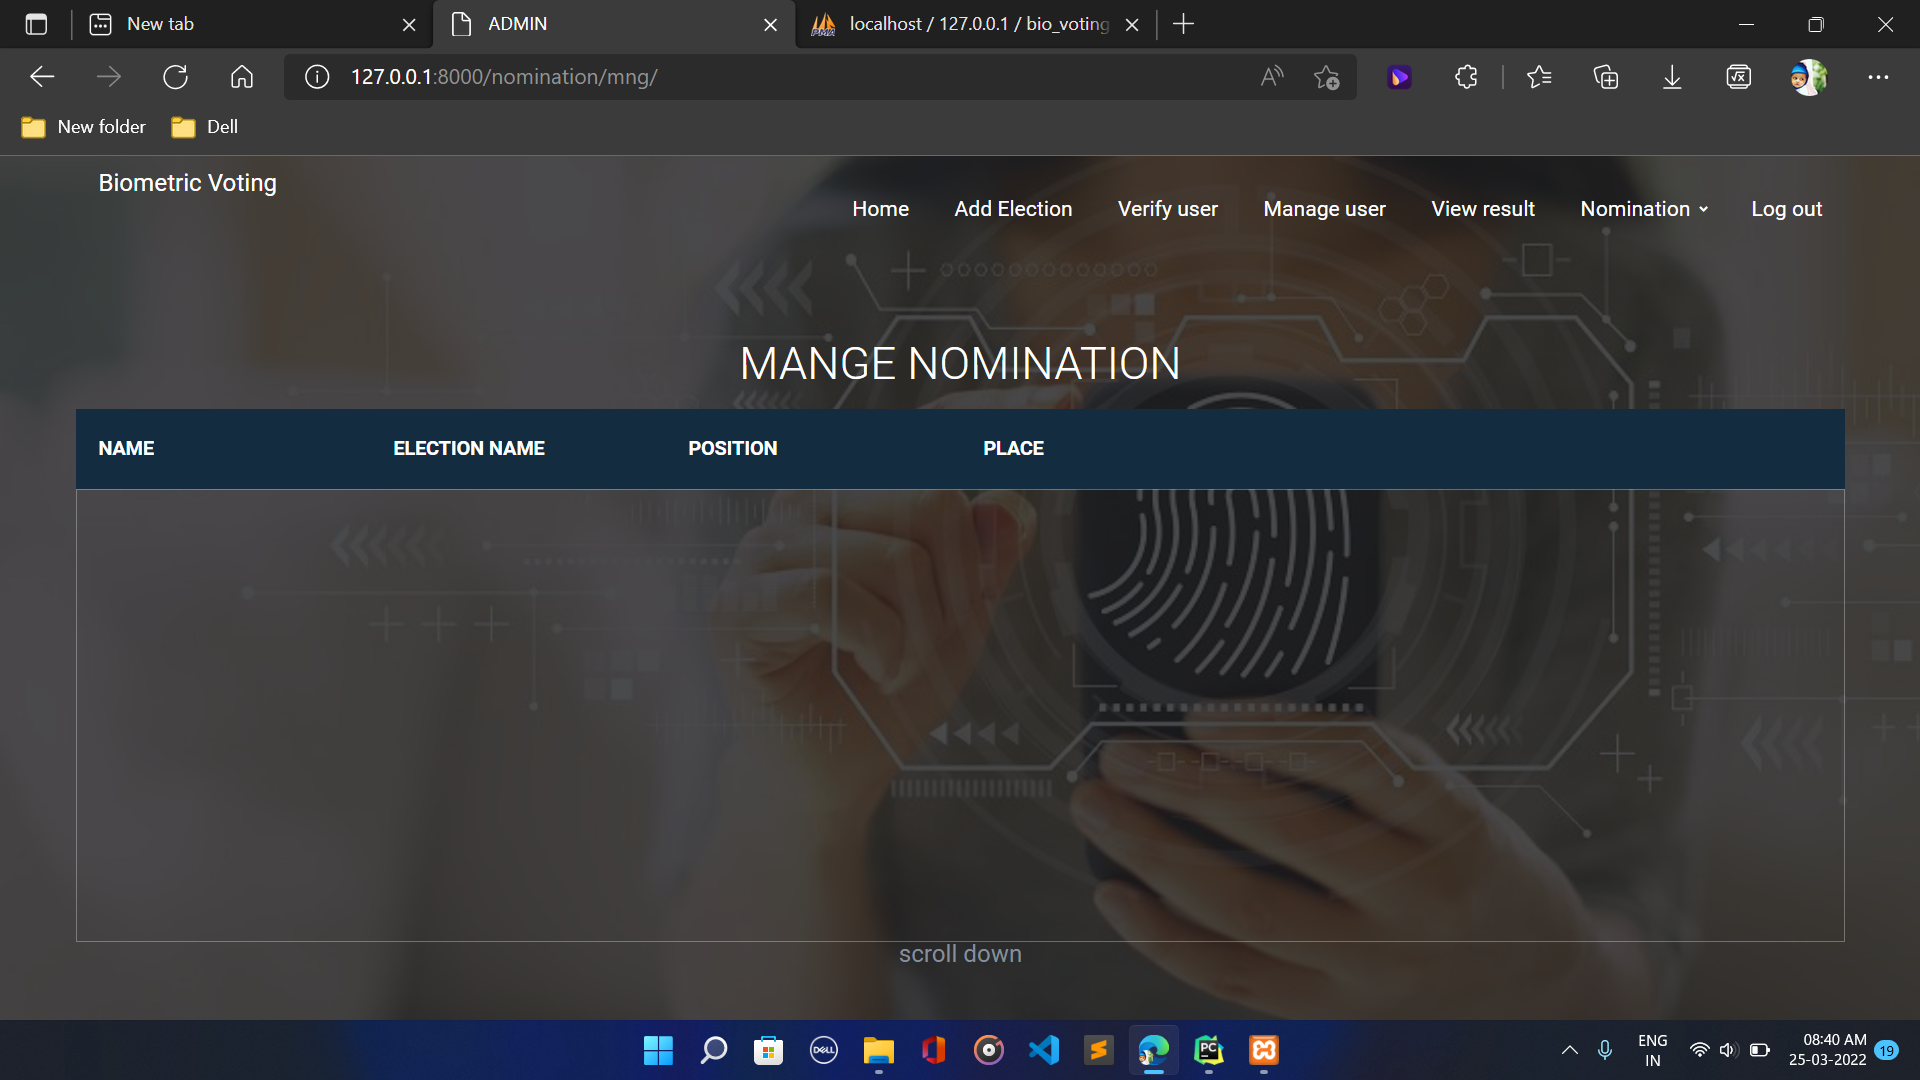 New tab
ADMIN
localhost / 127.0.0.1 / bio_voting
127.0.0.1:8000/nomination/mng/
New folder
Dell
Biometric Voting
Home
Add Election
Verify user
Manage user
View result
Nomination
Log out
MANGE NOMINATION
NAME
ELECTION NAME
POSITION
PLACE
scroll down
ENG
IN
08:40 AM
25-03-2022
19